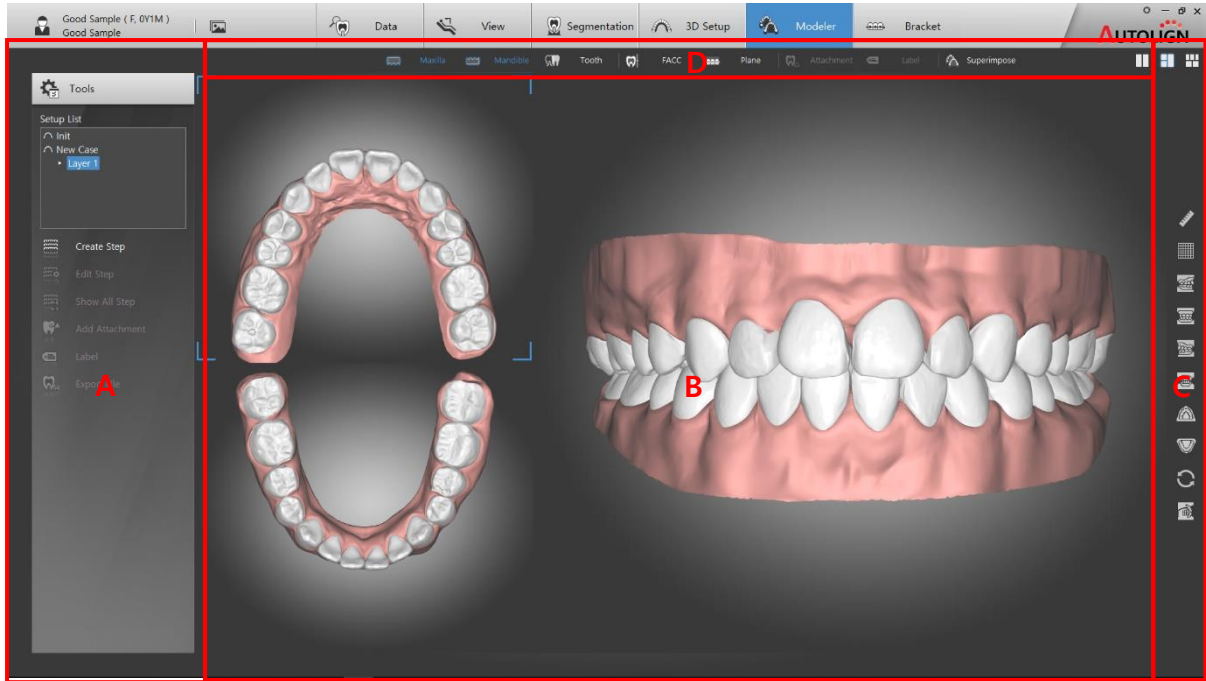 Good Sample ( F, 0Y1M )
Good Sample
Data View Segmentation 3D Setup Modeler Bracket
AUTOLIGN
Maxilla Mandible Tooth FACC D Plane Attachment Label Superimpose
Tools
Setup List
Init
New Case
Layer 1
Create Step
Edit Step
Show All Step
Add Attachment
Label
A
B
C